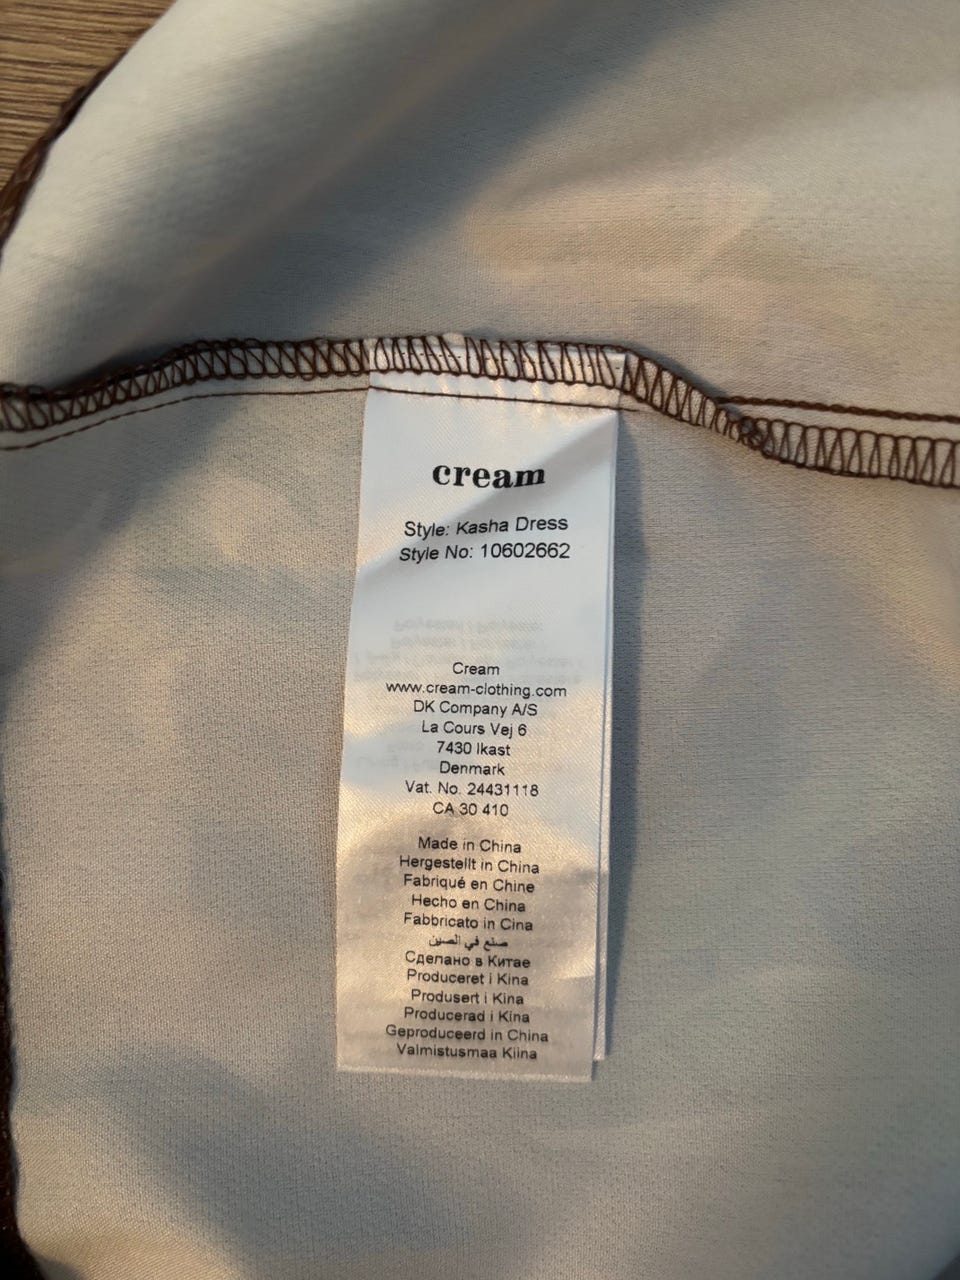 cream
Style: Kasha Dress
Style No: 10602662
Cream
www.cream-clothing.com
DK Company A/S
La Cours Vej 6
7430 Ikast
Denmark
Vat. No. 24431118
CA 30 410
Made in China
Hergestellt in China
Fabriqué en Chine
Hecho en China
Fabbricato in Cina
صنع في الصين
Сделано в Китае
Produceret i Kina
Produsert i Kina
Producerad i Kina
Geproduceerd in China
Valmistusmaa Kiina